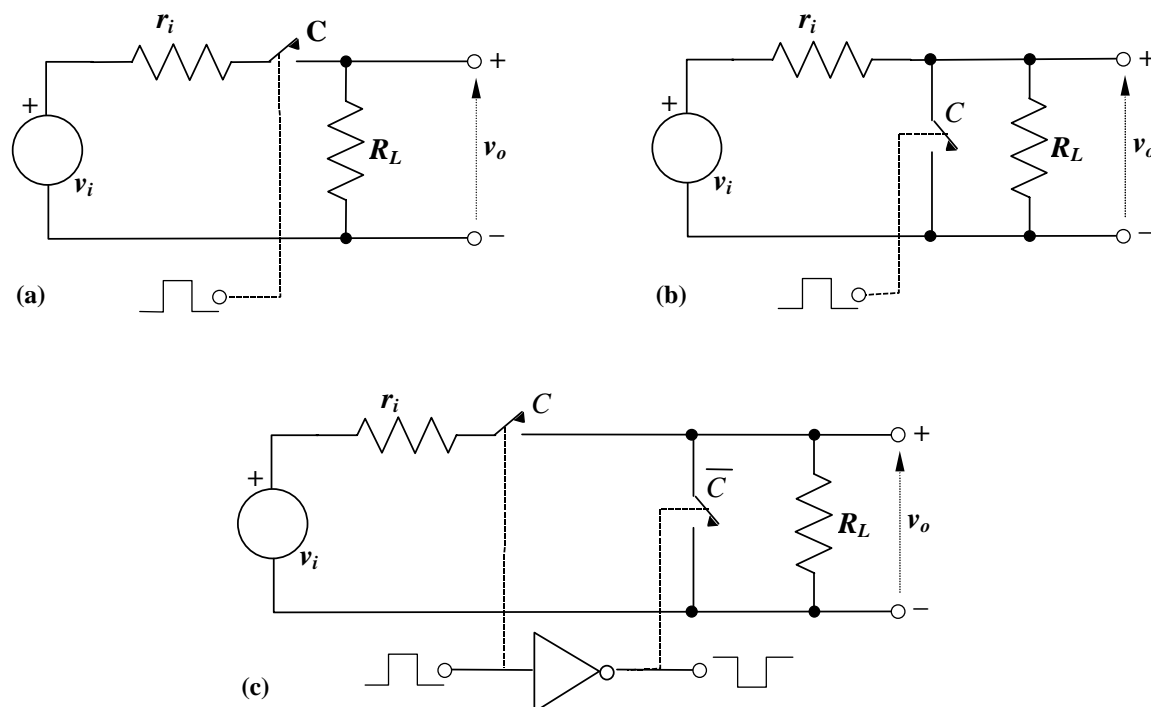 rᵢ
C
+
+
vᵢ
R_L
vₒ
−
(a)
rᵢ
C
+
+
vᵢ
R_L
vₒ
−
(b)
rᵢ
C
+
+
C̅
vᵢ
R_L
vₒ
−
(c)